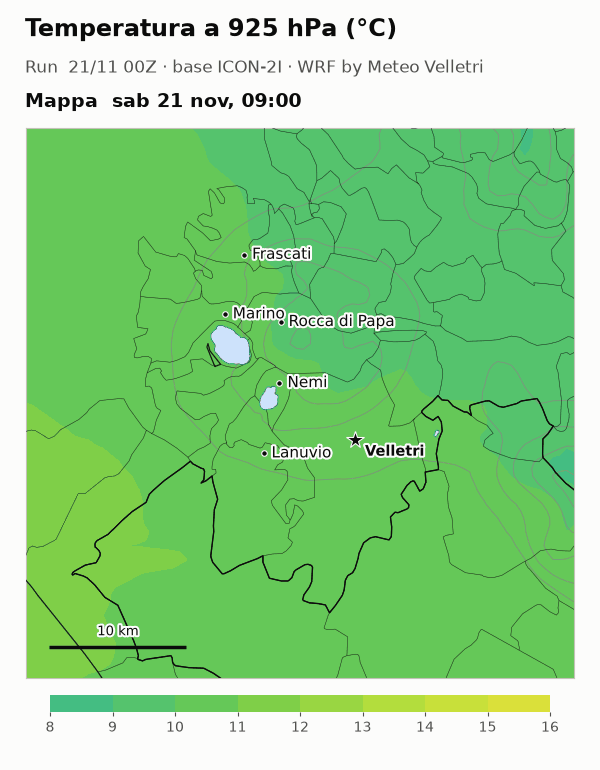 Temperatura a 925 hPa (°C)
Run  21/11 00Z · base ICON-2I · WRF by Meteo Velletri
Mappa  sab 21 nov, 09:00
Frascati
Marino
Rocca di Papa
Nemi
Velletri
Lanuvio
10 km
8 9 10 11 12 13 14 15 16